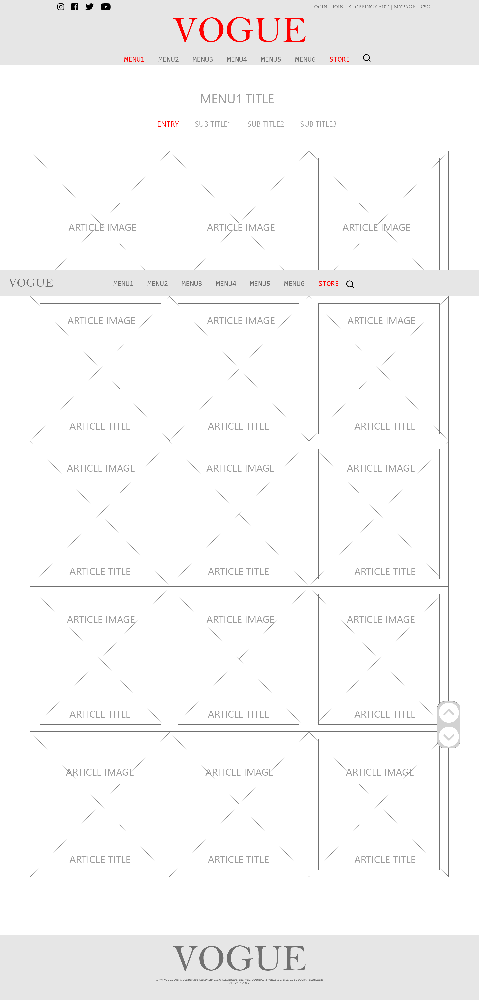 LOGIN | JOIN | SHOPPING CART | MYPAGE | CSC
VOGUE
MENU1 MENU2 MENU3 MENU4 MENU5 MENU6 STORE
MENU1 TITLE
ENTRY SUB TITLE1 SUB TITLE2 SUB TITLE3
ARTICLE IMAGE ARTICLE IMAGE ARTICLE IMAGE
VOGUE MENU1 MENU2 MENU3 MENU4 MENU5 MENU6 STORE
ARTICLE IMAGE ARTICLE IMAGE ARTICLE IMAGE
ARTICLE TITLE ARTICLE TITLE ARTICLE TITLE
ARTICLE IMAGE ARTICLE IMAGE ARTICLE IMAGE
ARTICLE TITLE ARTICLE TITLE ARTICLE TITLE
ARTICLE IMAGE ARTICLE IMAGE ARTICLE IMAGE
ARTICLE TITLE ARTICLE TITLE ARTICLE TITLE
ARTICLE IMAGE ARTICLE IMAGE ARTICLE IMAGE
ARTICLE TITLE ARTICLE TITLE ARTICLE TITLE
VOGUE
WWW.VOGUE.COM © CONDÉNAST ASIA PACIFIC. INC. ALL RIGHTS RESERVED. VOGUE.COM KOREA IS OPERATED BY DOOSAN MAGAZINE.
개인정보 처리방침